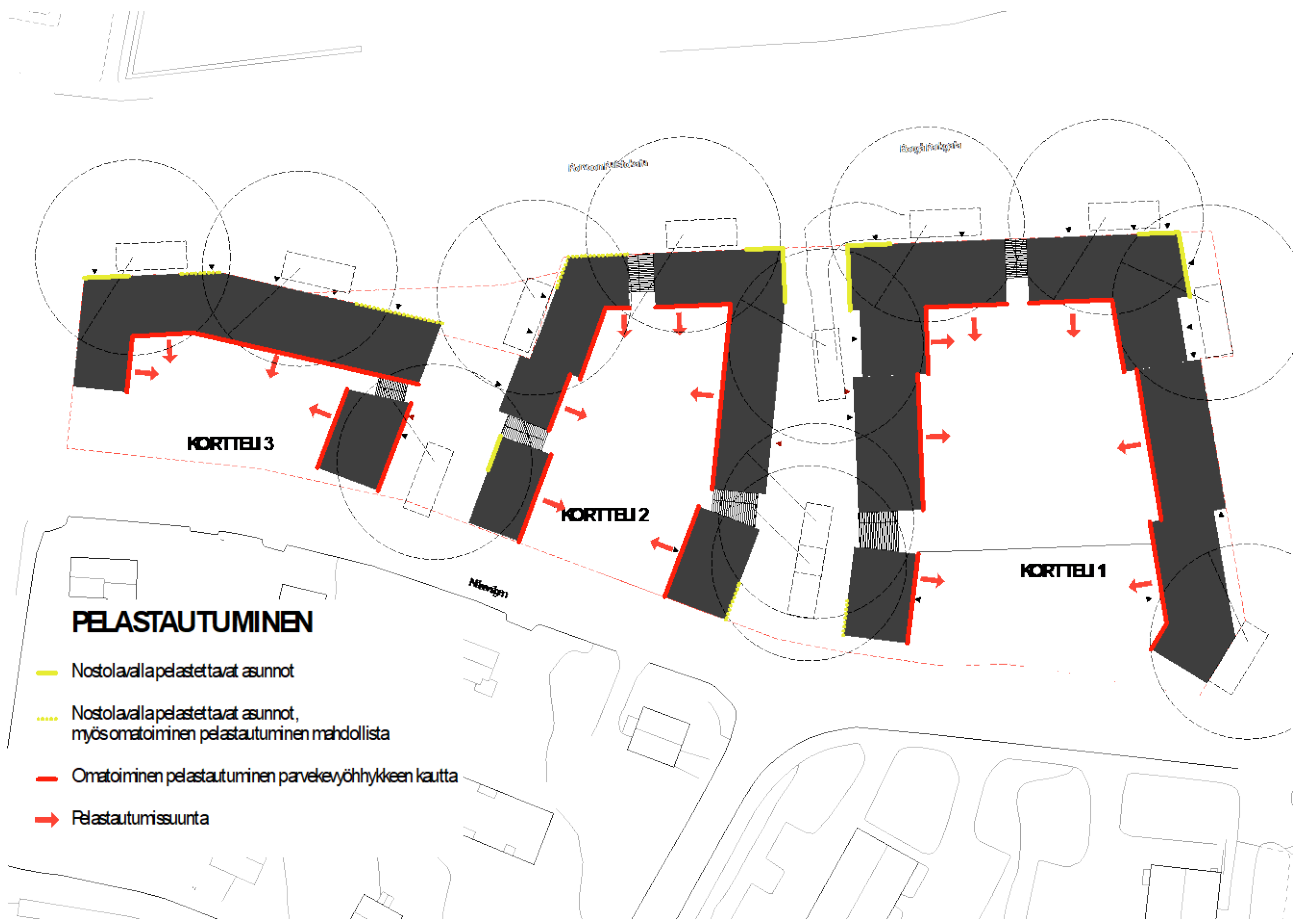 KORTTELI 3
KORTTELI 2
KORTTELI 1
PELASTAUTUMINEN
Nostolavalla pelastettavat asunnot
Nostolavalla pelastettavat asunnot,
myös omatoiminen pelastautuminen mahdollista
Omatoiminen pelastautuminen parvekevyöhhykkeen kautta
Pelastautumissuunta